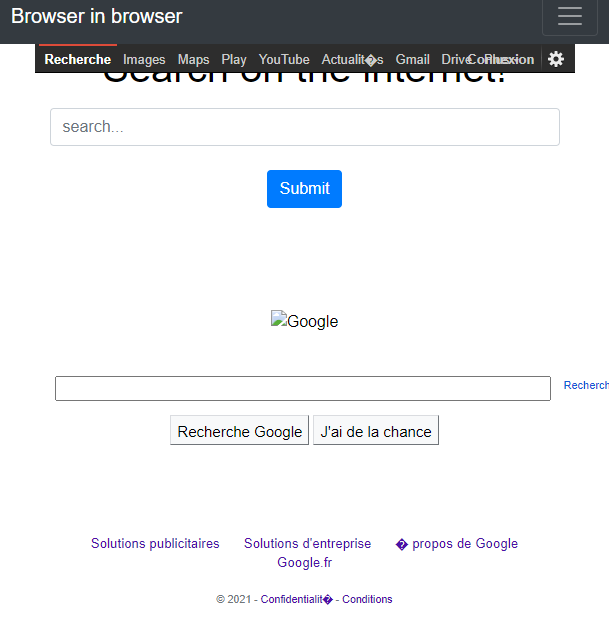 Browser in browser
Search on the internet!
Recherche Images Maps Play YouTube Actualit�s Gmail Drive Plus Connexion
search...
Submit
Google
Recherch
Recherche Google J'ai de la chance
Solutions publicitaires Solutions d'entreprise � propos de Google
Google.fr
© 2021 - Confidentialit� - Conditions